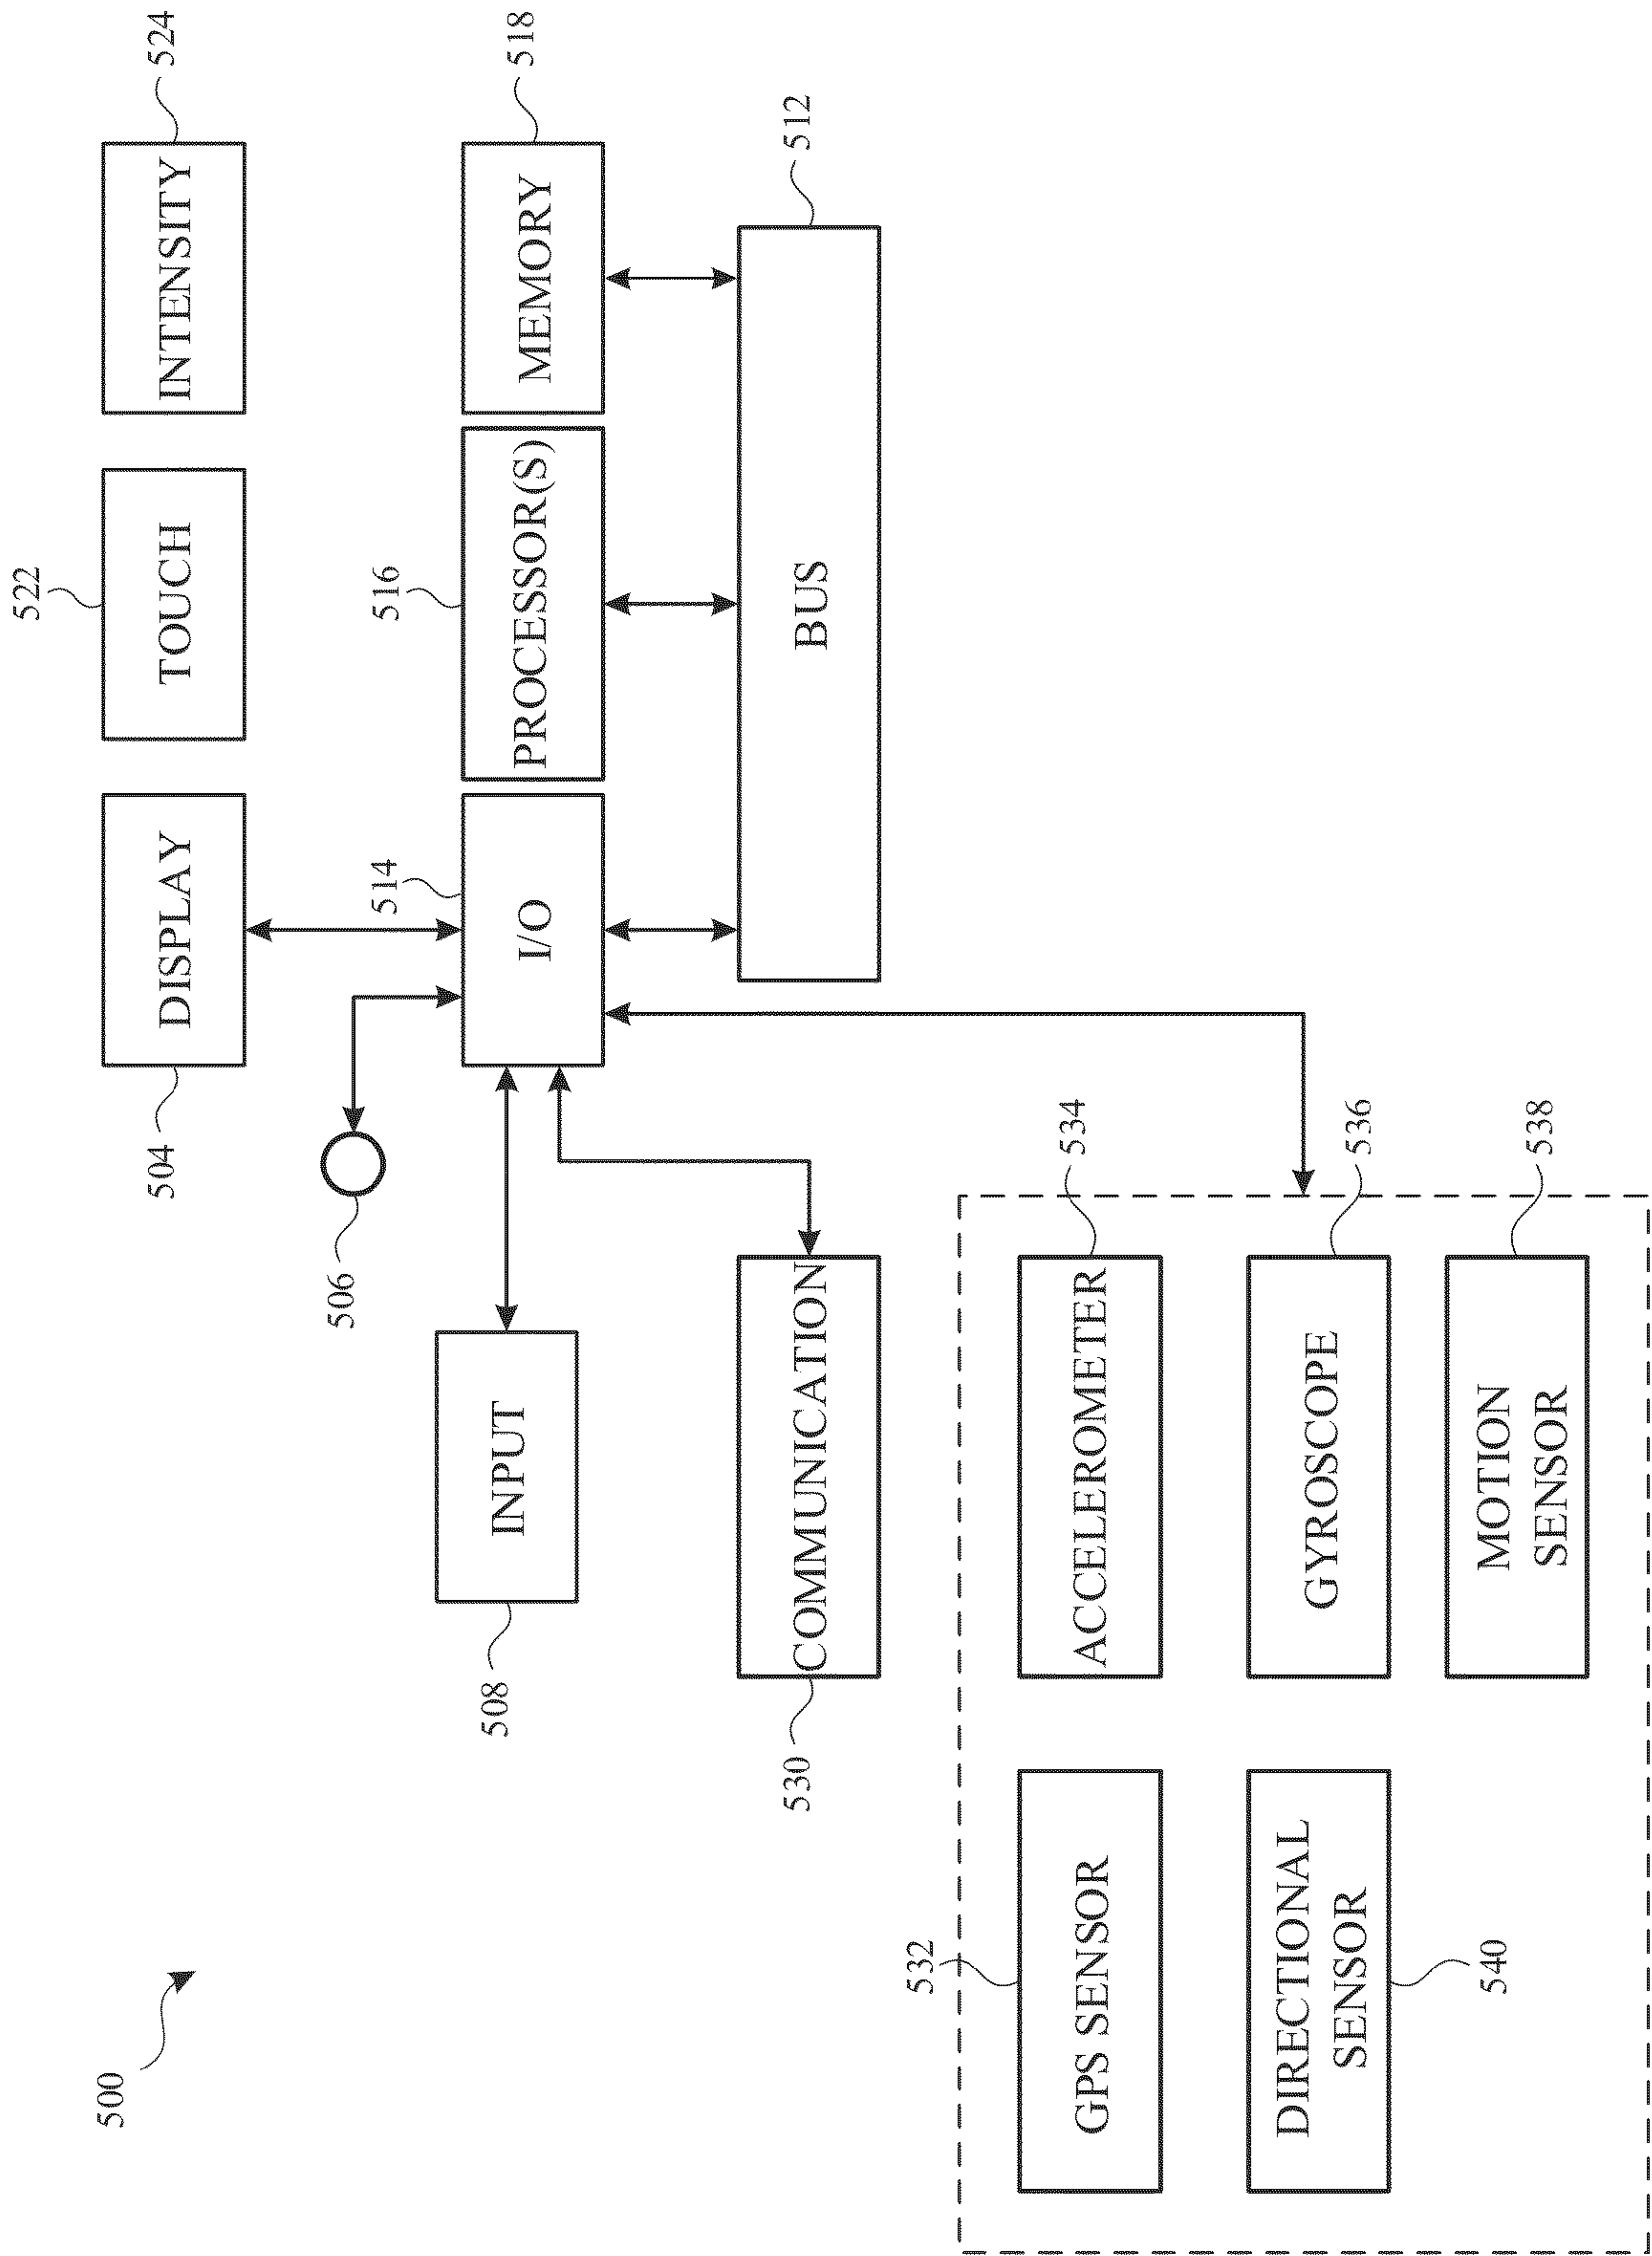 522
500
504
524
DISPLAY
TOUCH
INTENSITY
506
514
516
508
518
INPUT
I/O
PROCESSOR(S)
MEMORY
530
512
COMMUNICATION
BUS
532
534
GPS SENSOR
ACCELEROMETER
536
DIRECTIONAL
SENSOR
GYROSCOPE
540
538
MOTION
SENSOR